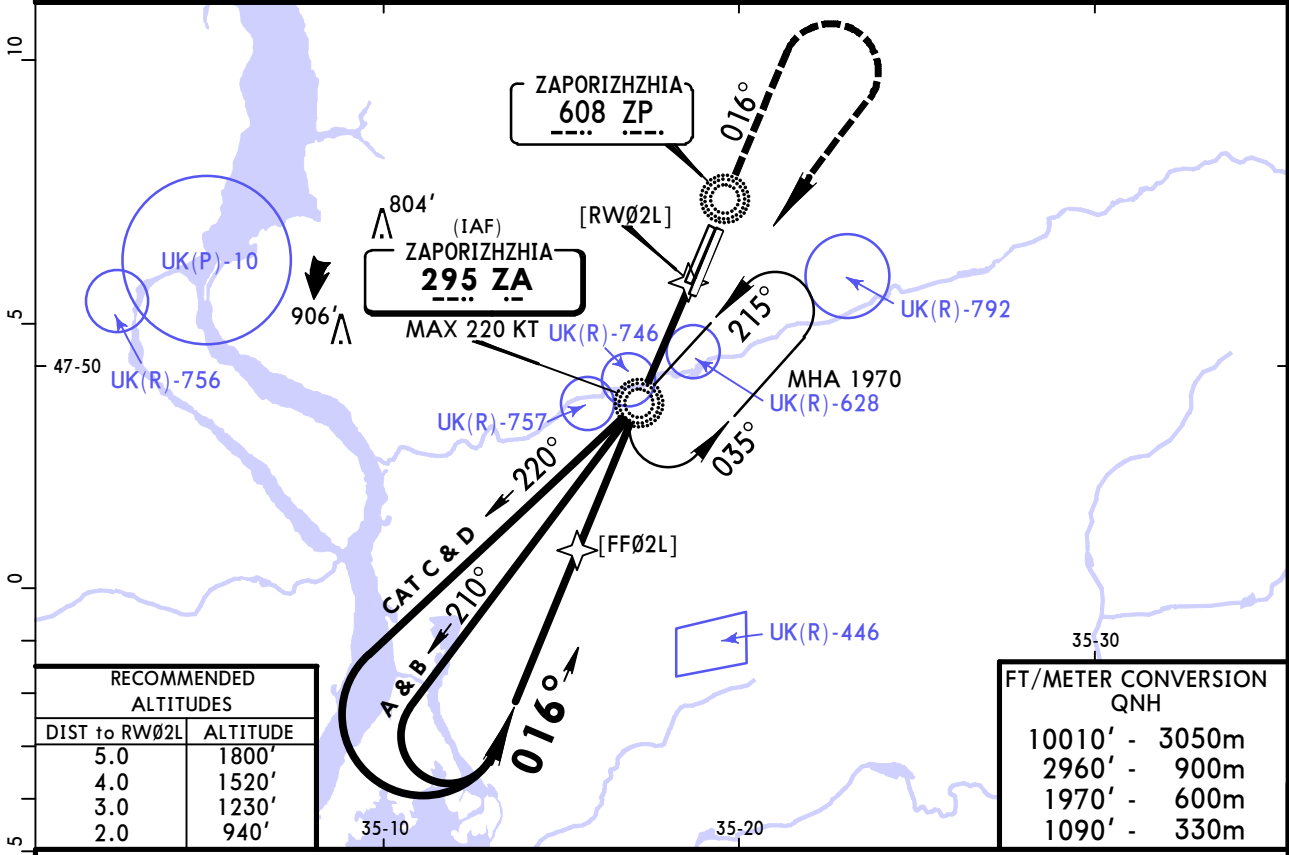 10
5
0
5
ZAPORIZHZHIA
608 ZP
016°
804'
(IAF)
ZAPORIZHZHIA
295 ZA
MAX 220 KT
[RWØ2L]
UK(P)-10
906'
UK(R)-792
215°
UK(R)-746
47-50
UK(R)-756
MHA 1970
UK(R)-628
UK(R)-757
035°
220°
CAT C & D
[FFØ2L]
210°
A & B
UK(R)-446
35-30
016°
RECOMMENDED
ALTITUDES
DIST to RWØ2L ALTITUDE
5.0 1800'
4.0 1520'
3.0 1230'
2.0 940'
35-10
35-20
FT/METER CONVERSION
QNH
10010' - 3050m
2960' - 900m
1970' - 600m
1090' - 330m